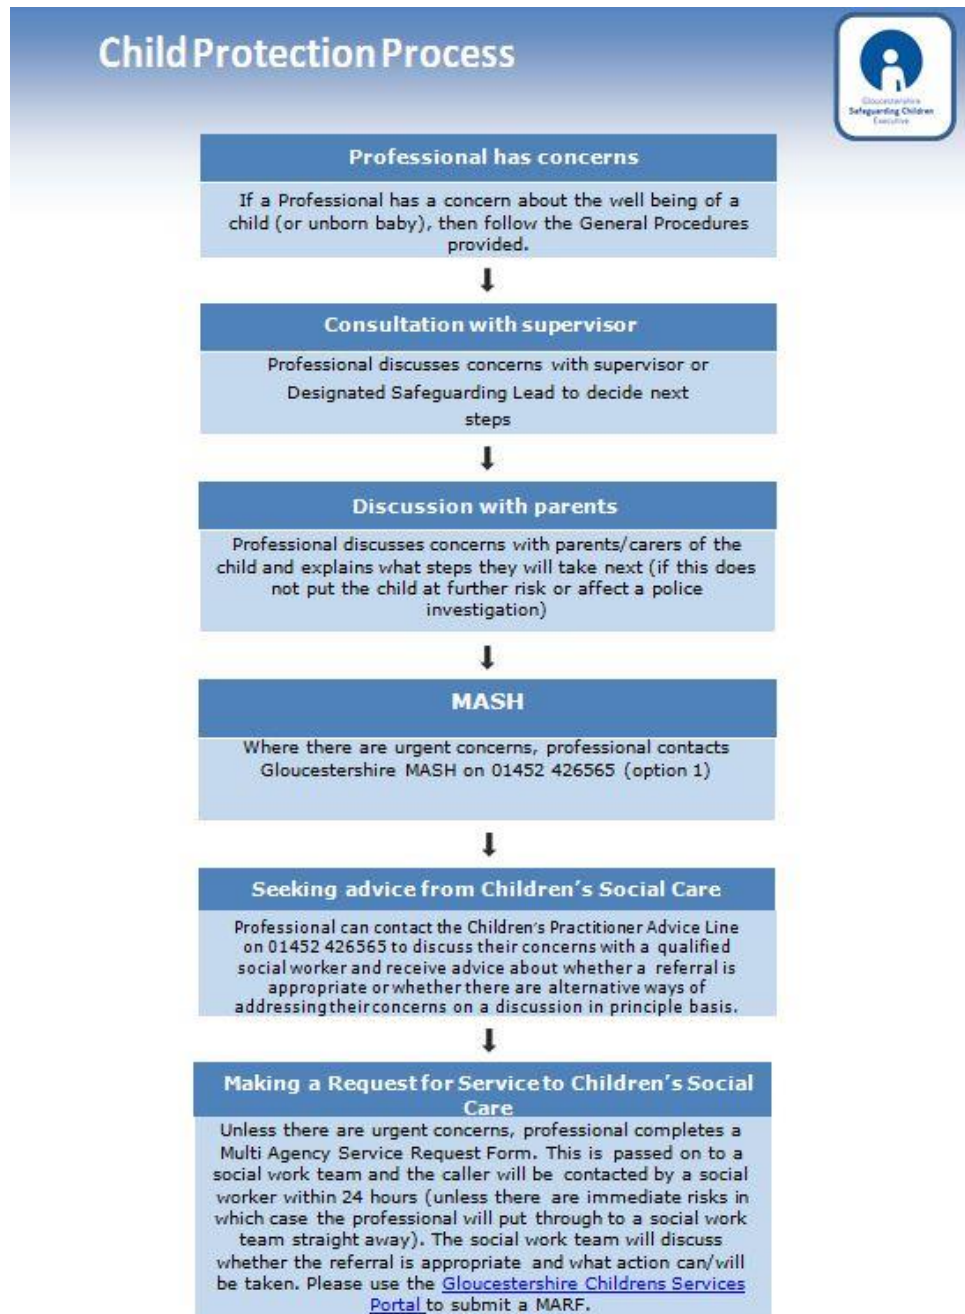 Child Protection Process
Gloucestershire
Safeguarding Children
Executive
Professional has concerns
If a Professional has a concern about the well being of a
child (or unborn baby), then follow the General Procedures
provided.
Consultation with supervisor
Professional discusses concerns with supervisor or
Designated Safeguarding Lead to decide next
steps
Discussion with parents
Professional discusses concerns with parents/carers of the
child and explains what steps they will take next (if this does
not put the child at further risk or affect a police
investigation)
MASH
Where there are urgent concerns, professional contacts
Gloucestershire MASH on 01452 426565 (option 1)
Seeking advice from Children’s Social Care
Professional can contact the Children’s Practitioner Advice Line
on 01452 426565 to discuss their concerns with a qualified
social worker and receive advice about whether a referral is
appropriate or whether there are alternative ways of
addressing their concerns on a discussion in principle basis.
Making a Request for Service to Children’s Social
Care
Unless there are urgent concerns, professional completes a
Multi Agency Service Request Form. This is passed on to a
social work team and the caller will be contacted by a social
worker within 24 hours (unless there are immediate risks in
which case the professional will put through to a social work
team straight away). The social work team will discuss
whether the referral is appropriate and what action can/will
be taken. Please use the Gloucestershire Childrens Services
Portal to submit a MARF.